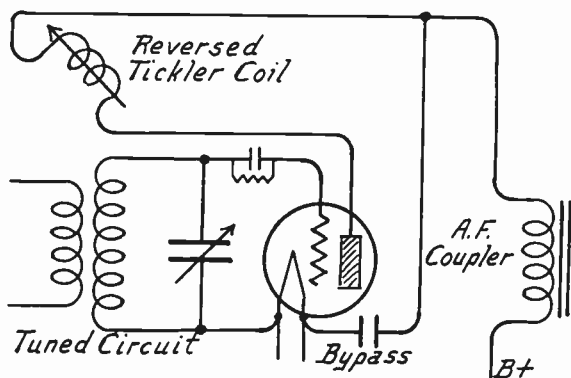 Reversed
Tickler Coil
A.F.
Coupler
Tuned Circuit
Bypass
B+